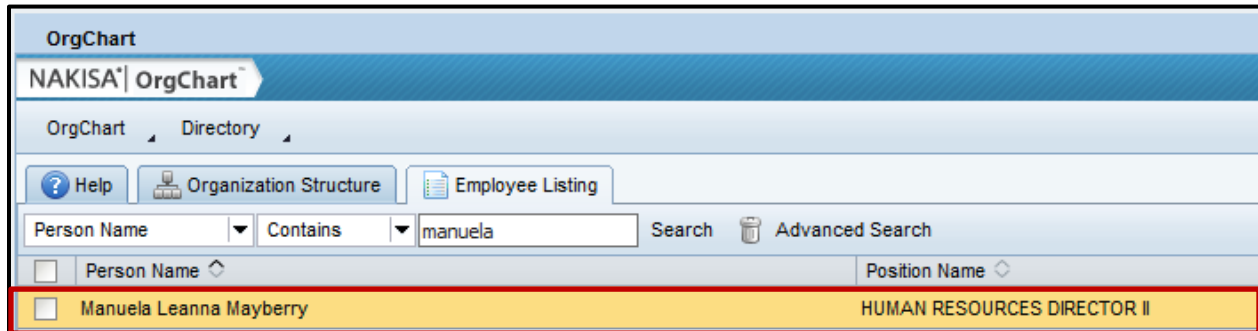 OrgChart
NAKISA* | OrgChart™
OrgChart Directory
Help Organization Structure Employee Listing
Person Name Contains manuela Search Advanced Search
Person Name Position Name
Manuela Leanna Mayberry HUMAN RESOURCES DIRECTOR II